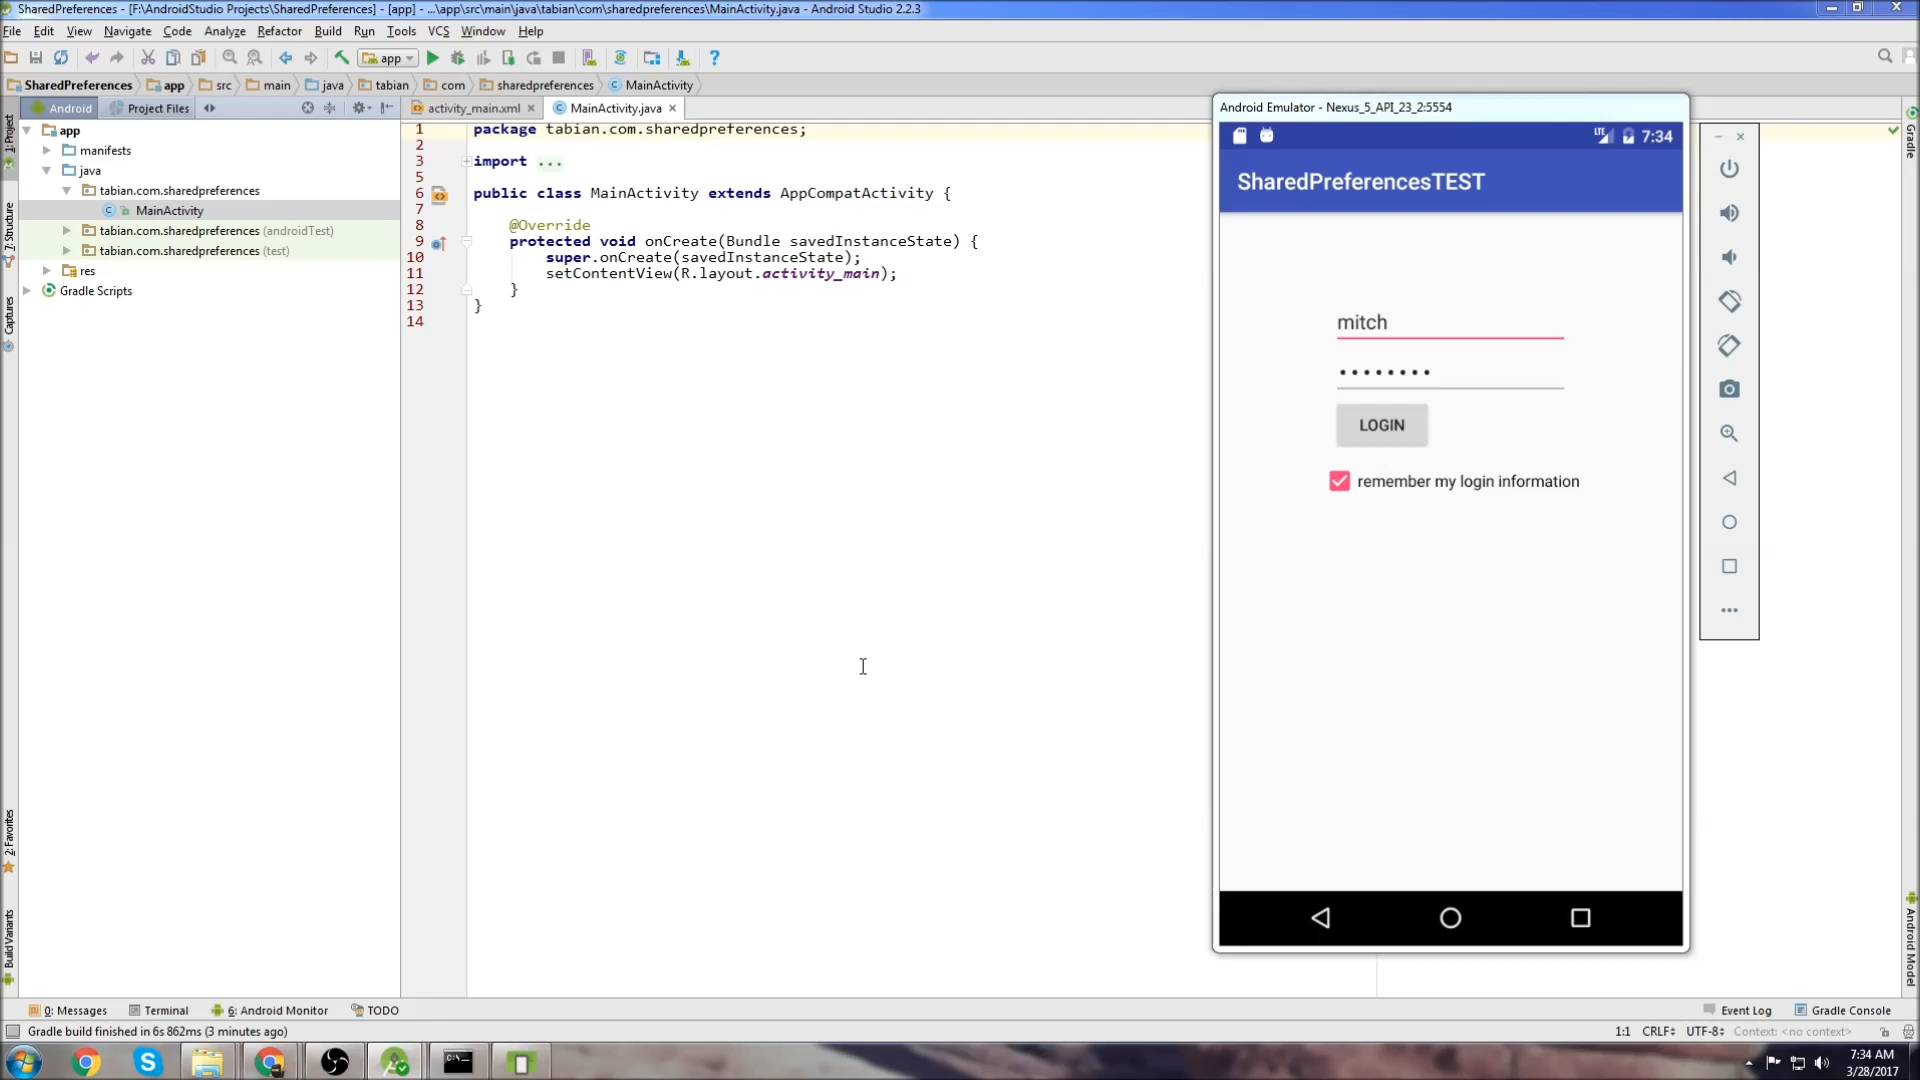 SharedPreferences - [F:\AndroidStudio Projects\SharedPreferences] - [app] - ...\app\src\main\java\tabian\com\sharedpreferences\MainActivity.java - Android Studio 2.2.3
File Edit View Navigate Code Analyze Refactor Build Run Tools VCS Window Help
app
SharedPreferences app src main java tabian com sharedpreferences MainActivity
Android Project Files activity_main.xml MainActivity.java
1: Project
7: Structure
Captures
2: Favorites
Build Variants
app
manifests
java
tabian.com.sharedpreferences
MainActivity
tabian.com.sharedpreferences (androidTest)
tabian.com.sharedpreferences (test)
res
Gradle Scripts
1 package tabian.com.sharedpreferences;
2
3 import ...
5
6 public class MainActivity extends AppCompatActivity {
7
8 @Override
9 protected void onCreate(Bundle savedInstanceState) {
10 super.onCreate(savedInstanceState);
11 setContentView(R.layout.activity_main);
12 }
13 }
14
Android Emulator - Nexus_5_API_23_2:5554
LTE 7:34
SharedPreferencesTEST
mitch
••••••••
LOGIN
remember my login information
Gradle
Android Model
0: Messages Terminal 6: Android Monitor TODO Event Log Gradle Console
Gradle build finished in 6s 862ms (3 minutes ago) 1:1 CRLF UTF-8 Context: <no context>
7:34 AM
3/28/2017